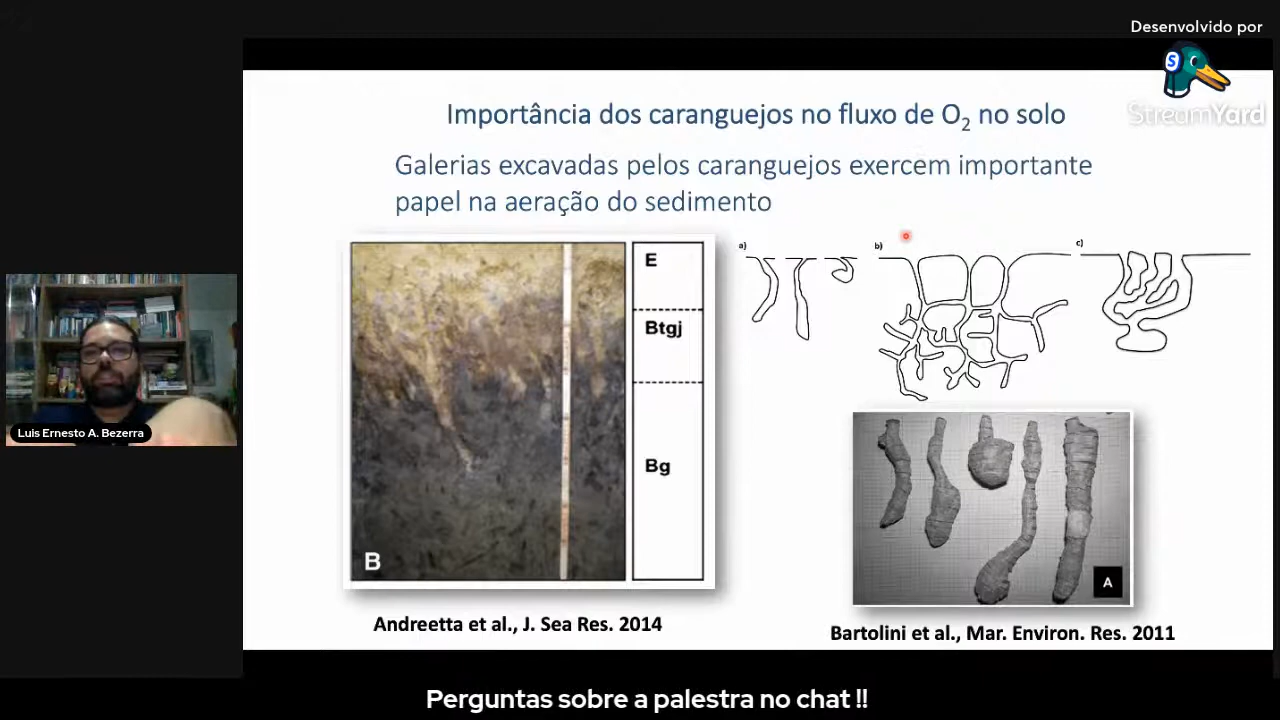 Desenvolvido por
S
StreamYard
Importância dos caranguejos no fluxo de O₂ no solo
Galerias excavadas pelos caranguejos exercem importante
papel na aeração do sedimento
E
Btgj
Bg
B
a)
b)
c)
A
Andreetta et al., J. Sea Res. 2014
Bartolini et al., Mar. Environ. Res. 2011
Luis Ernesto A. Bezerra
Perguntas sobre a palestra no chat !!